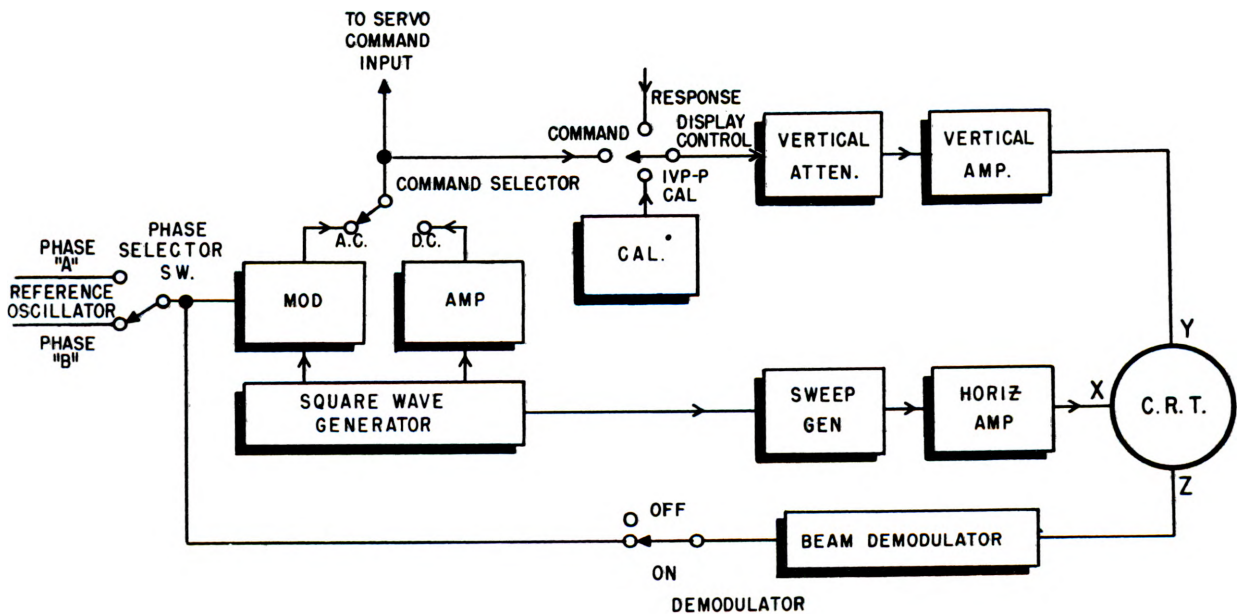 TO SERVO
COMMAND
INPUT
RESPONSE
COMMAND
DISPLAY
CONTROL
IVP-P
CAL
VERTICAL
ATTEN.
VERTICAL
AMP.
COMMAND SELECTOR
A.C.
D.C.
CAL.
PHASE
"A"
REFERENCE
OSCILLATOR
PHASE
"B"
PHASE
SELECTOR
SW.
MOD
AMP
SQUARE WAVE
GENERATOR
SWEEP
GEN
HORIZ
AMP
X
Y
Z
C.R.T.
OFF
ON
DEMODULATOR
BEAM DEMODULATOR